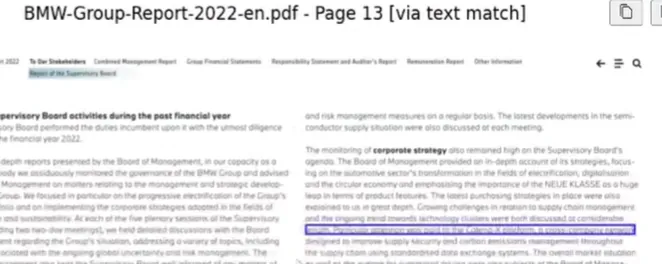 BMW-Group-Report-2022-en.pdf - Page 13 [via text match]
2022 To Our Stakeholders Combined Management Report Group Financial Statements Responsibility Statement and Auditor's Report Remuneration Report Other Information
Report of the Supervisory Board
pervisory Board activities during the past financial year
ory Board performed the duties incumbent upon it with the utmost diligence
he financial year 2022.
depth reports presented by the Board of Management, in our capacity as a
dy we assiduously monitored the governance of the BMW Group and advised
Management on matters relating to the management and strategic develop-
Group. We focused in particular on the progressive electrification of the Group's
and on implementing the corporate strategies adopted in the fields of
and sustainability. At each of the five plenary sessions of the Supervisory
ing two two-day meetings), we held detailed discussions with the Board
ent regarding the Group's situation, addressing a variety of topics, including
ociated with the ongoing global uncertainty and risk management. The
and risk management measures on a regular basis. The latest developments in the semi-
conductor supply situation were also discussed at each meeting.
The monitoring of corporate strategy also remained high on the Supervisory Board's
agenda. The Board of Management provided an in-depth account of its strategies, focus-
ing on the automotive sector's transformation in the fields of electrification, digitalisation
and the circular economy and emphasising the importance of the NEUE KLASSE as a huge
leap in terms of product features. The latest purchasing strategies in place were also
explained to us in great depth. Growing challenges in relation to supply chain management
and the ongoing trend towards technology clusters were both discussed at considerable
length. Particular attention was paid to the Catena-X platform, a cross-company network
designed to improve supply security and carbon emissions management throughout
the supply chain using standardised data exchange systems. The overall market situation